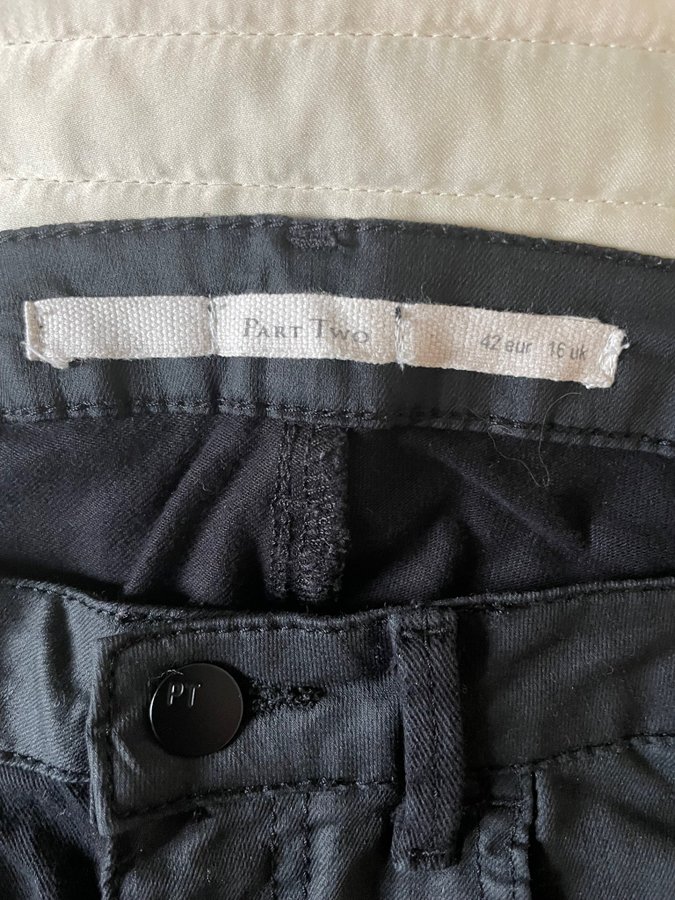 PART TWO
42 eur 16 uk
PT